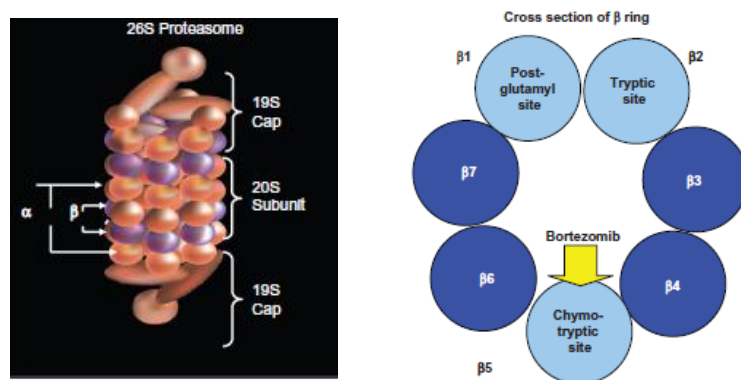 26S Proteasome
19S
Cap
α
β
20S
Subunit
19S
Cap
Cross section of β ring
β1
Post-
glutamyl
site
Tryptic
site
β2
β7
β3
Bortezomib
β6
β4
Chymo-
tryptic
site
β5